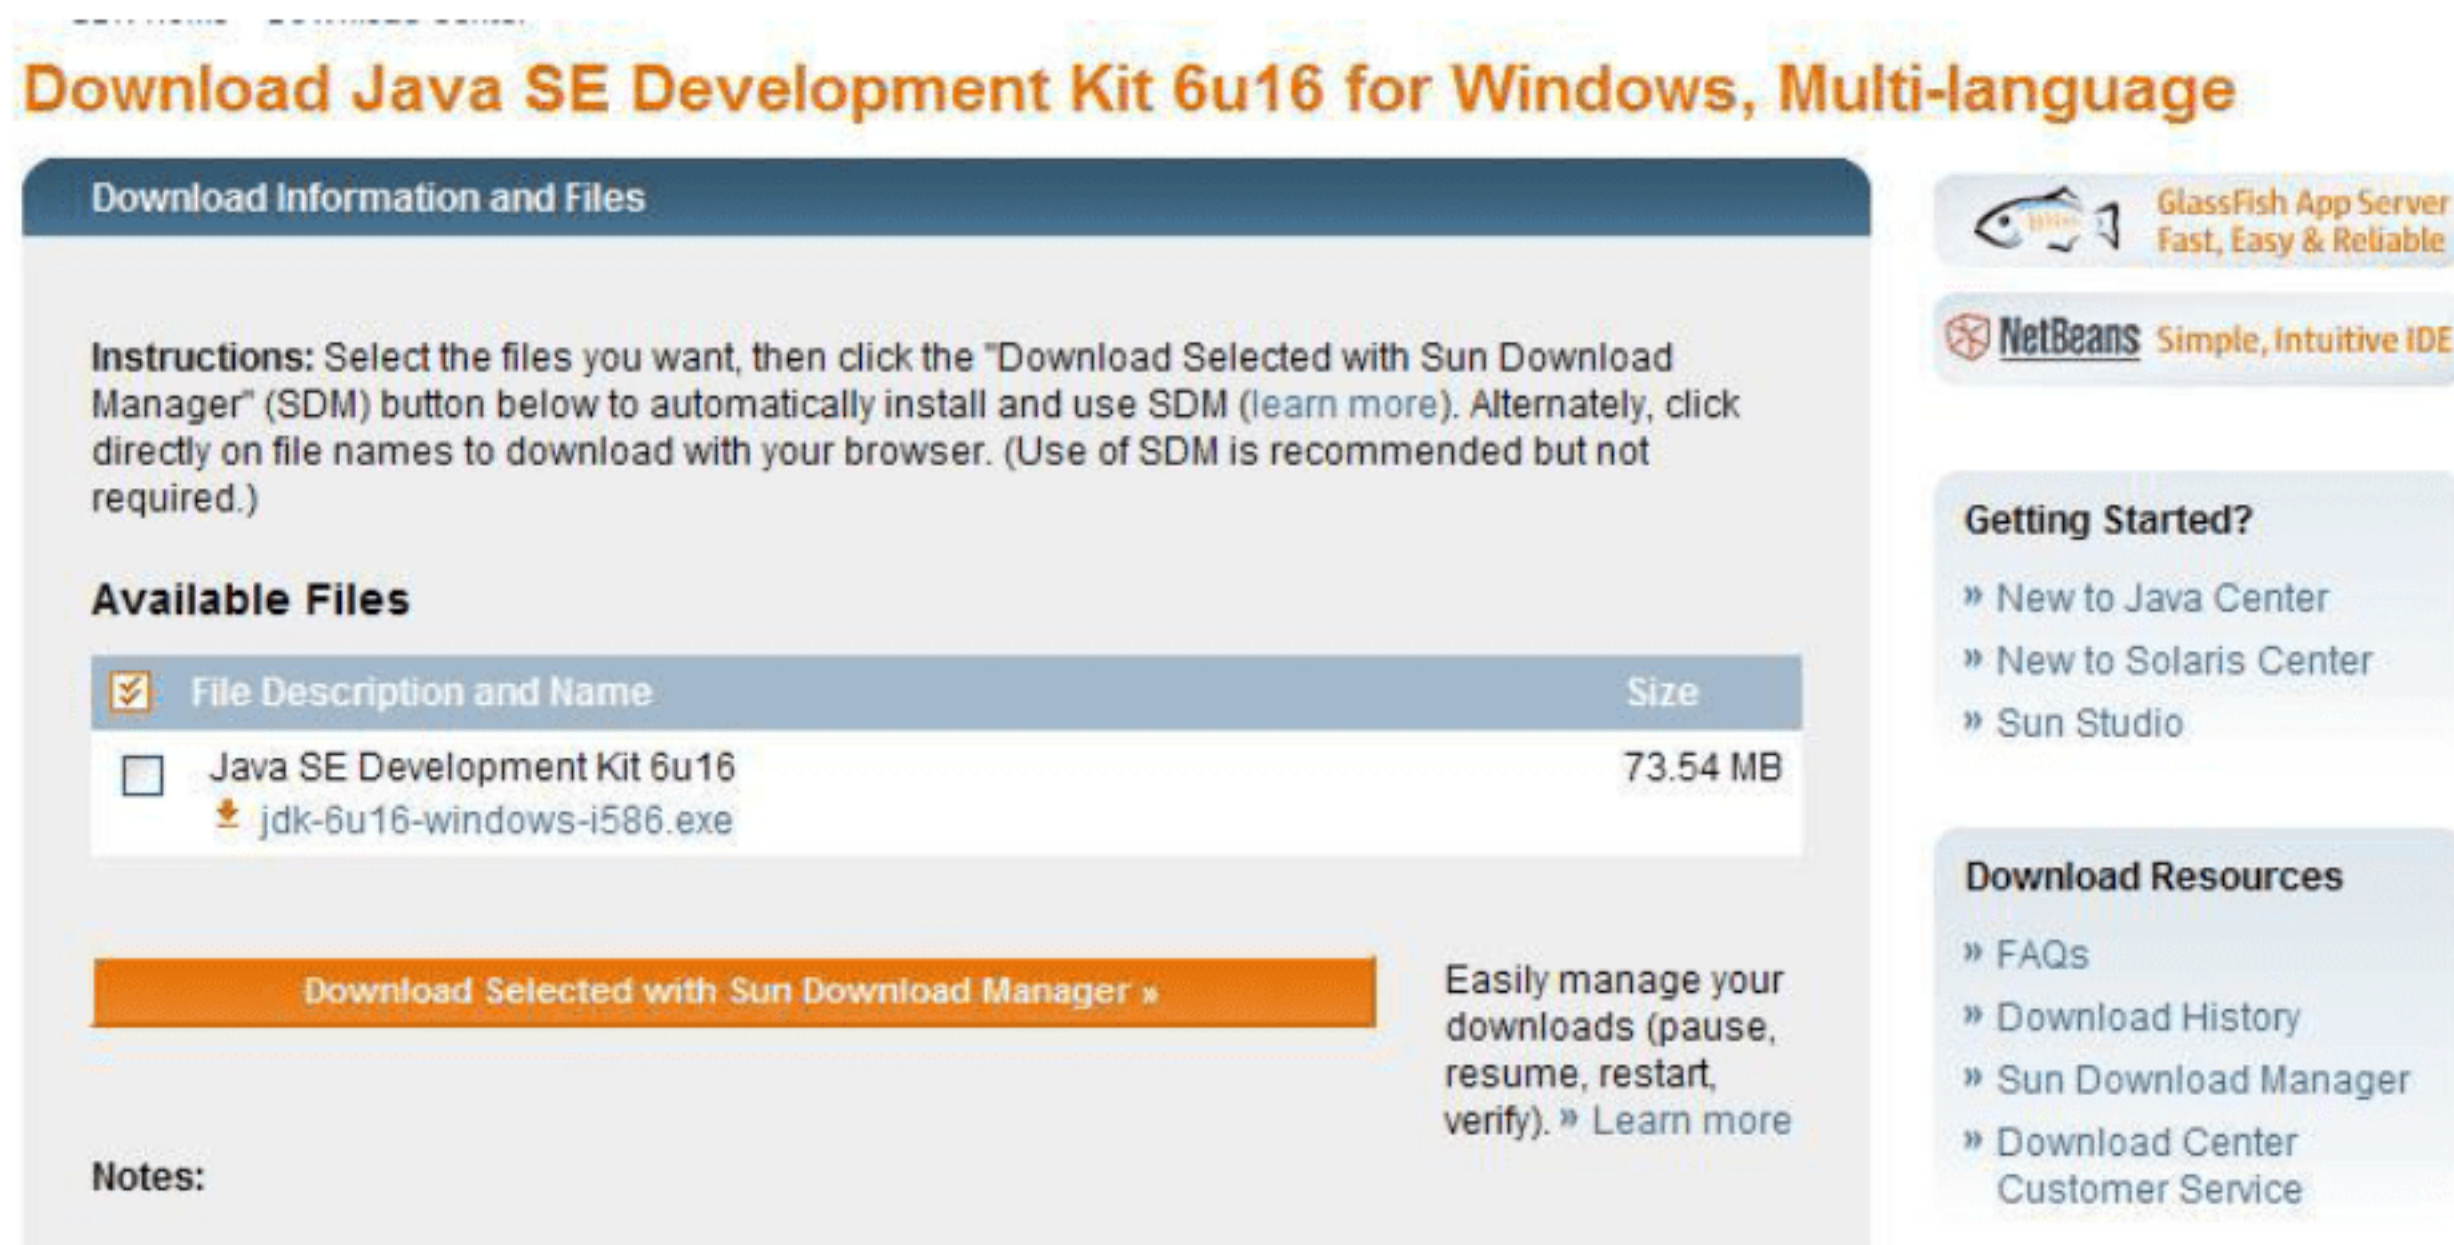 Download Java SE Development Kit 6u16 for Windows, Multi-language
Download Information and Files
Instructions: Select the files you want, then click the "Download Selected with Sun Download
Manager" (SDM) button below to automatically install and use SDM (learn more). Alternately, click
directly on file names to download with your browser. (Use of SDM is recommended but not
required.)
Available Files
File Description and Name Size
Java SE Development Kit 6u16 73.54 MB
jdk-6u16-windows-i586.exe
Download Selected with Sun Download Manager »
Easily manage your
downloads (pause,
resume, restart,
verify). » Learn more
Notes:
GlassFish App Server
Fast, Easy & Reliable
NetBeans Simple, Intuitive IDE
Getting Started?
» New to Java Center
» New to Solaris Center
» Sun Studio
Download Resources
» FAQs
» Download History
» Sun Download Manager
» Download Center
Customer Service